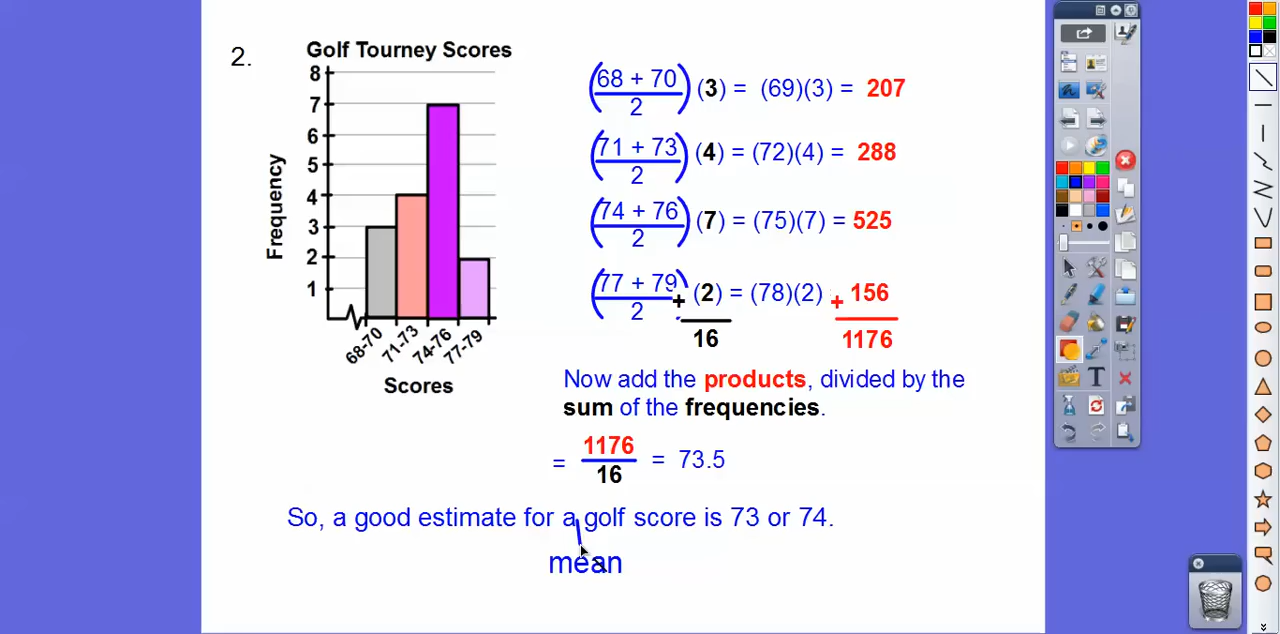 2.
Golf Tourney Scores
8
7
6
5
4
3
2
1
Frequency
68-70
71-73
74-76
77-79
Scores
(68 + 70 / 2) (3) = (69)(3) = 207
(71 + 73 / 2) (4) = (72)(4) = 288
(74 + 76 / 2) (7) = (75)(7) = 525
(77 + 79 / 2) + (2) = (78)(2) + 156
16 1176
Now add the products, divided by the
sum of the frequencies.
= 1176 / 16 = 73.5
So, a good estimate for a golf score is 73 or 74.
mean
T